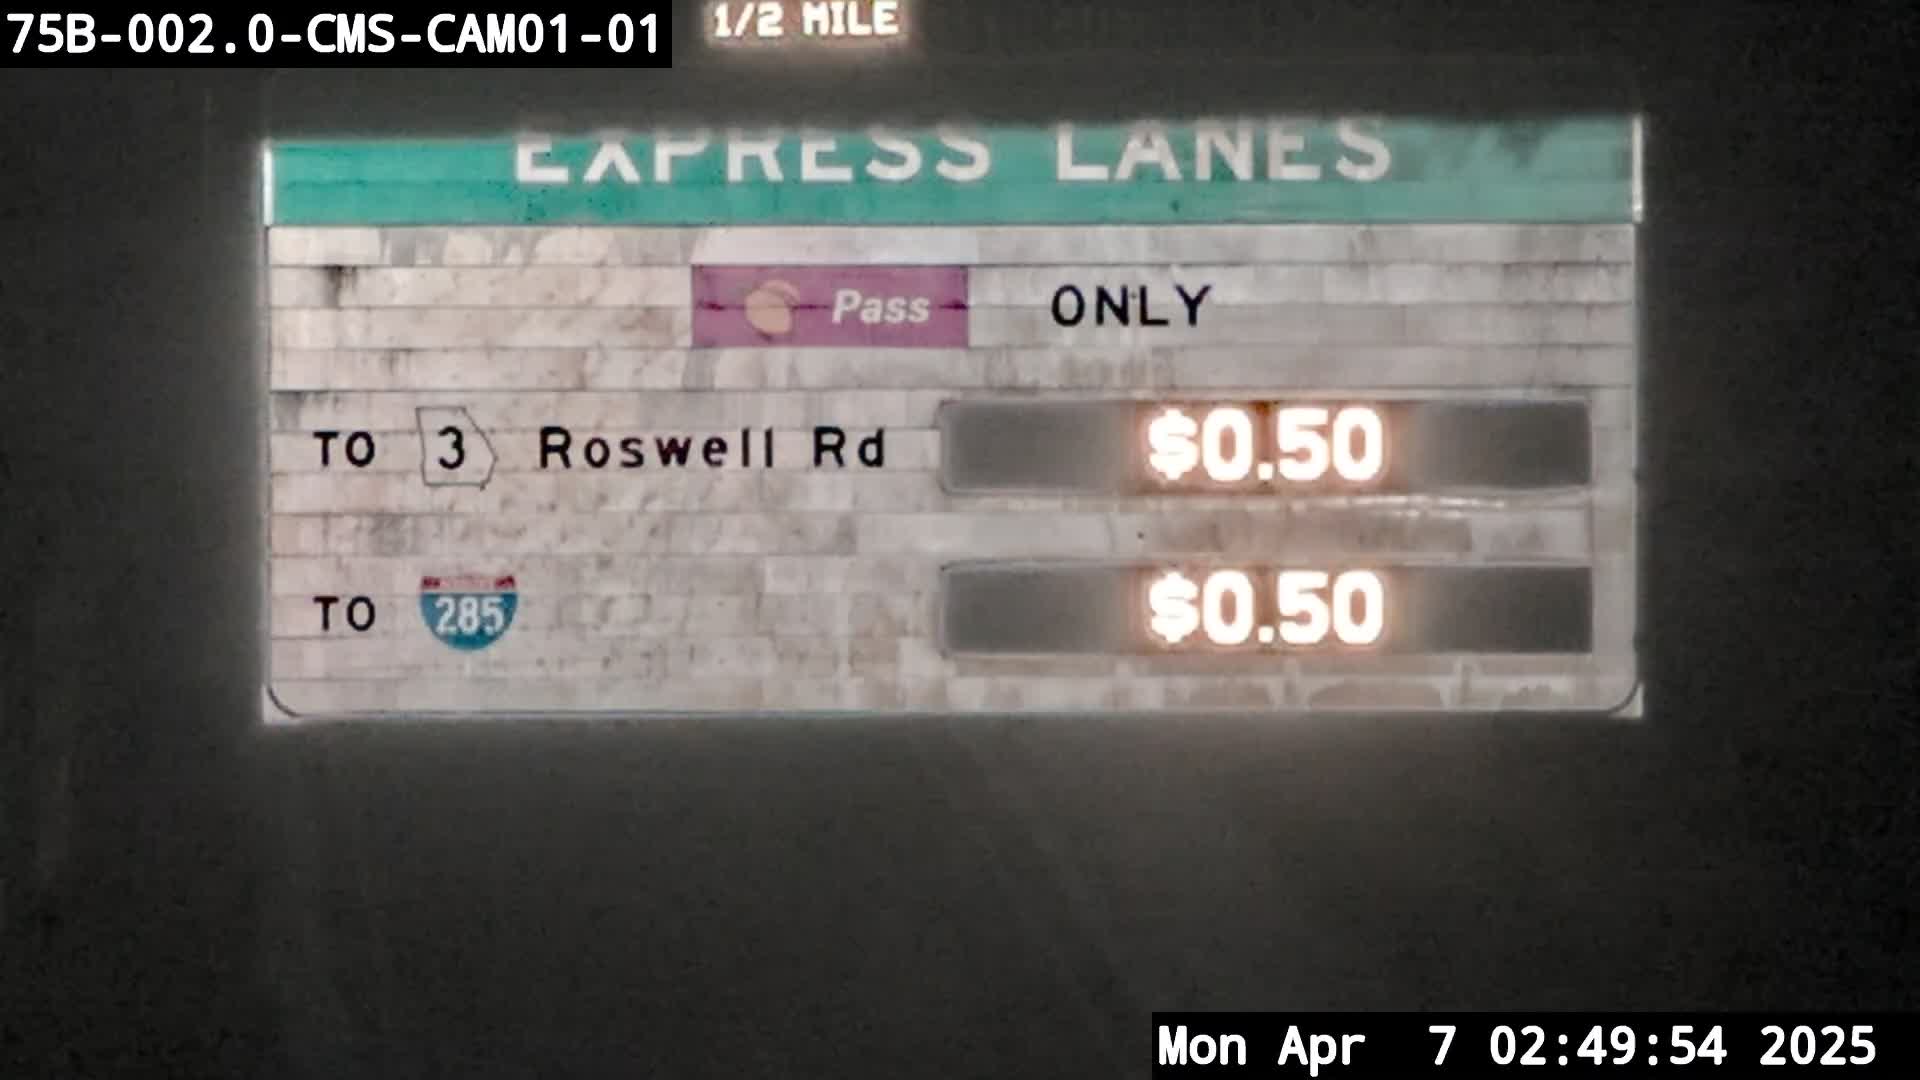 75B-002.0-CMS-CAM01-01
1/2 MILE
EXPRESS LANES
Pass ONLY
TO 3 Roswell Rd $0.50
TO 285 $0.50
Mon Apr 7 02:49:54 2025